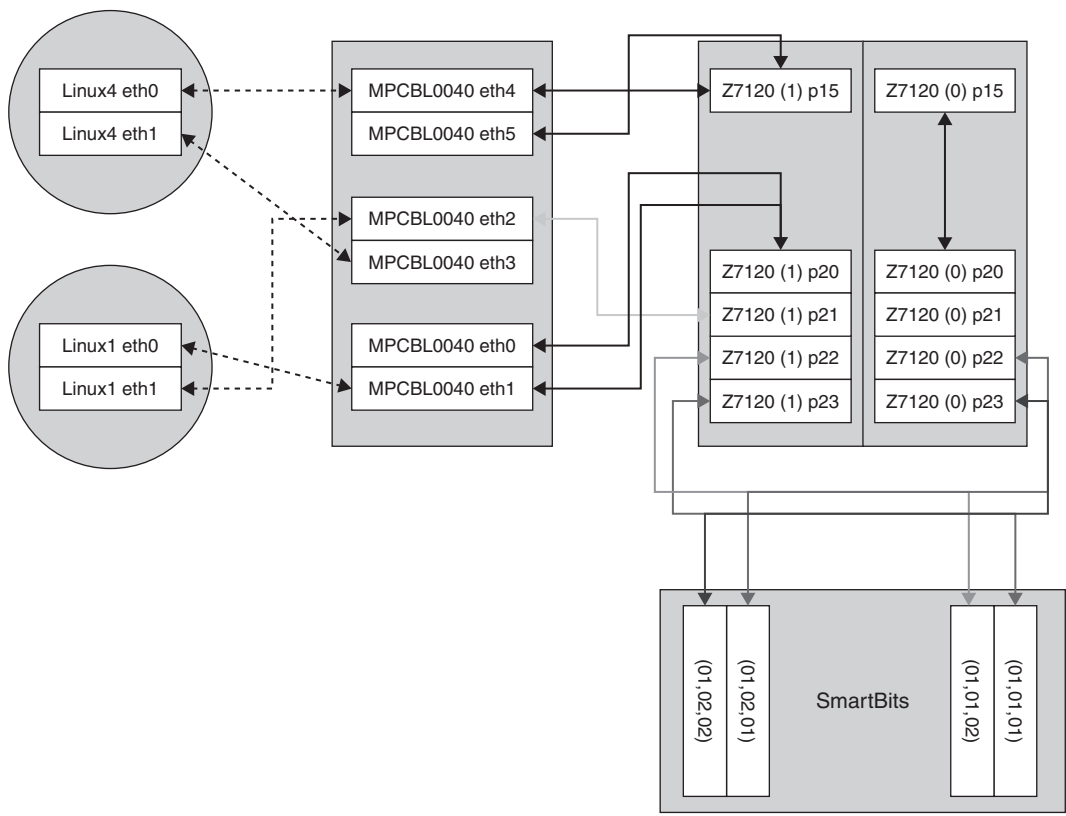 Linux4 eth0
Linux4 eth1
Linux1 eth0
Linux1 eth1
MPCBL0040 eth4
MPCBL0040 eth5
MPCBL0040 eth2
MPCBL0040 eth3
MPCBL0040 eth0
MPCBL0040 eth1
Z7120 (1) p15
Z7120 (1) p20
Z7120 (1) p21
Z7120 (1) p22
Z7120 (1) p23
Z7120 (0) p15
Z7120 (0) p20
Z7120 (0) p21
Z7120 (0) p22
Z7120 (0) p23
(01,02,02)
(01,02,01)
SmartBits
(01,01,02)
(01,01,01)